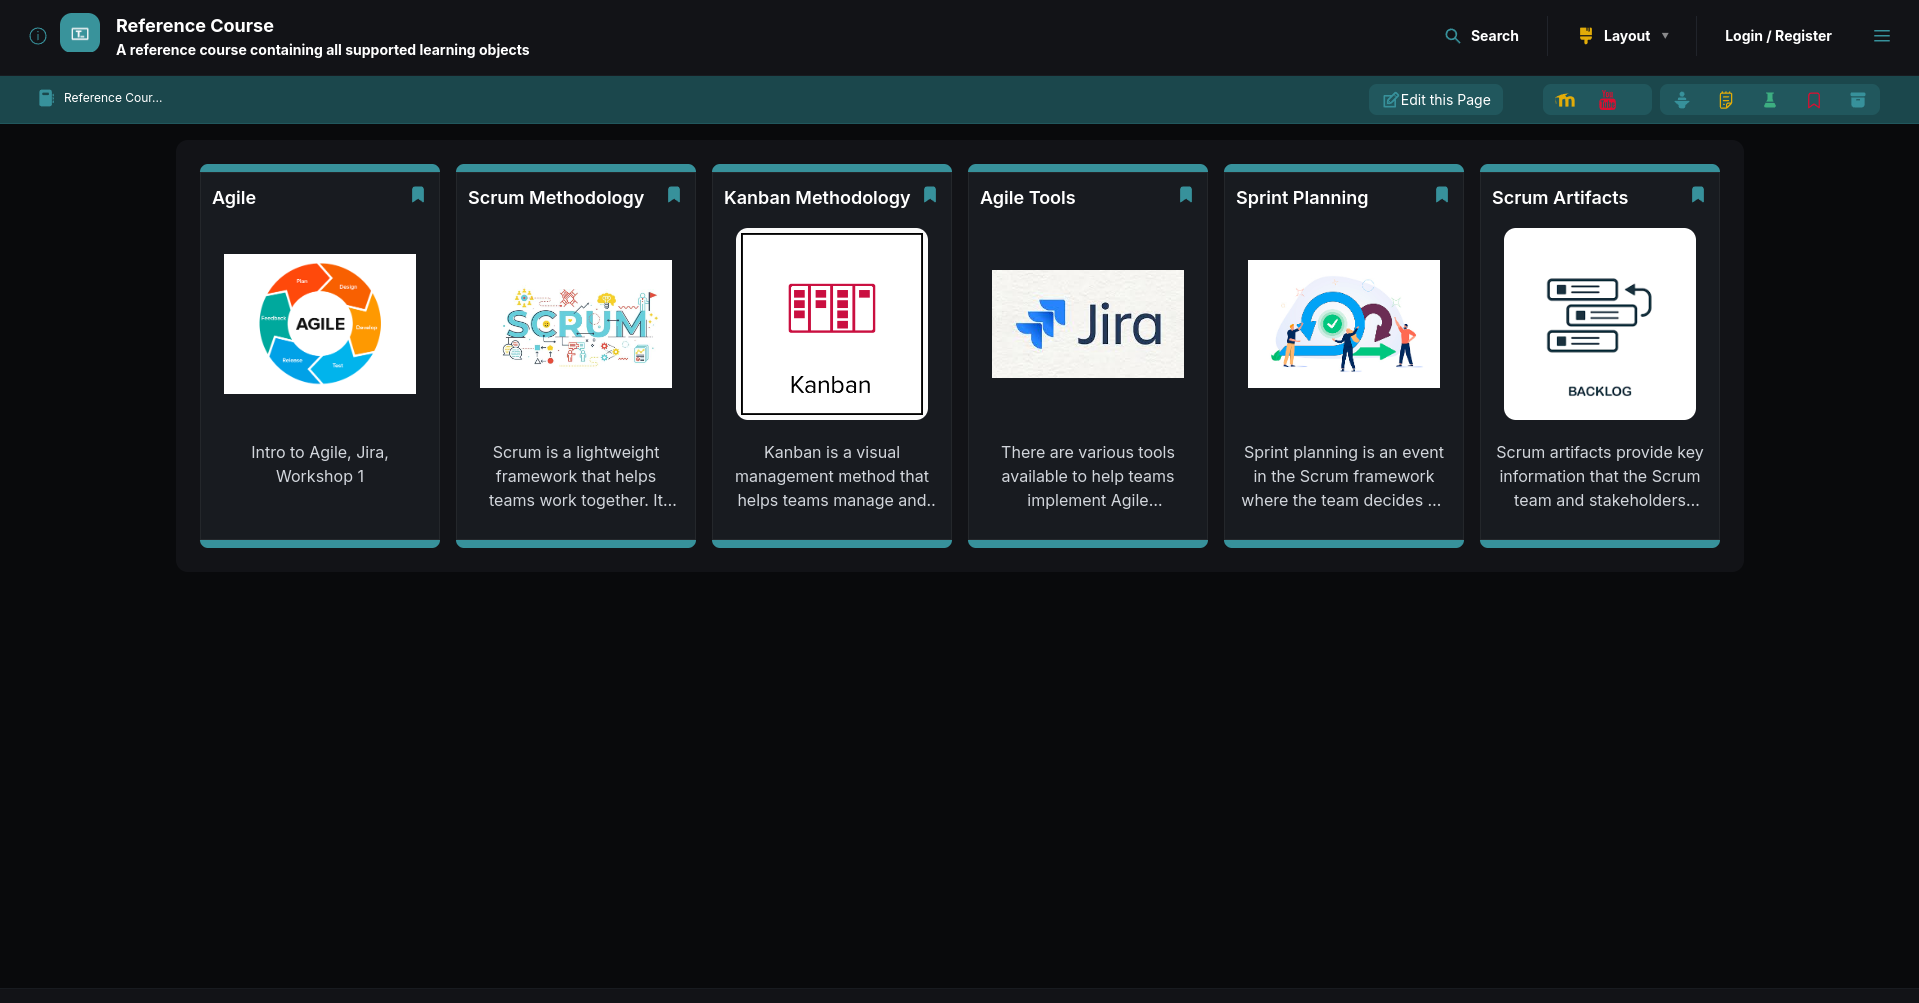 Reference Course
A reference course containing all supported learning objects
Search
Layout
Login / Register
Reference Cour...
Edit this Page
Agile
Plan
Design
Develop
Test
Release
Feedback
AGILE
Intro to Agile, Jira,
Workshop 1
Scrum Methodology
SCRUM
Scrum is a lightweight
framework that helps
teams work together. It...
Kanban Methodology
Kanban
Kanban is a visual
management method that
helps teams manage and..
Agile Tools
Jira
There are various tools
available to help teams
implement Agile...
Sprint Planning
Sprint planning is an event
in the Scrum framework
where the team decides ...
Scrum Artifacts
BACKLOG
Scrum artifacts provide key
information that the Scrum
team and stakeholders...